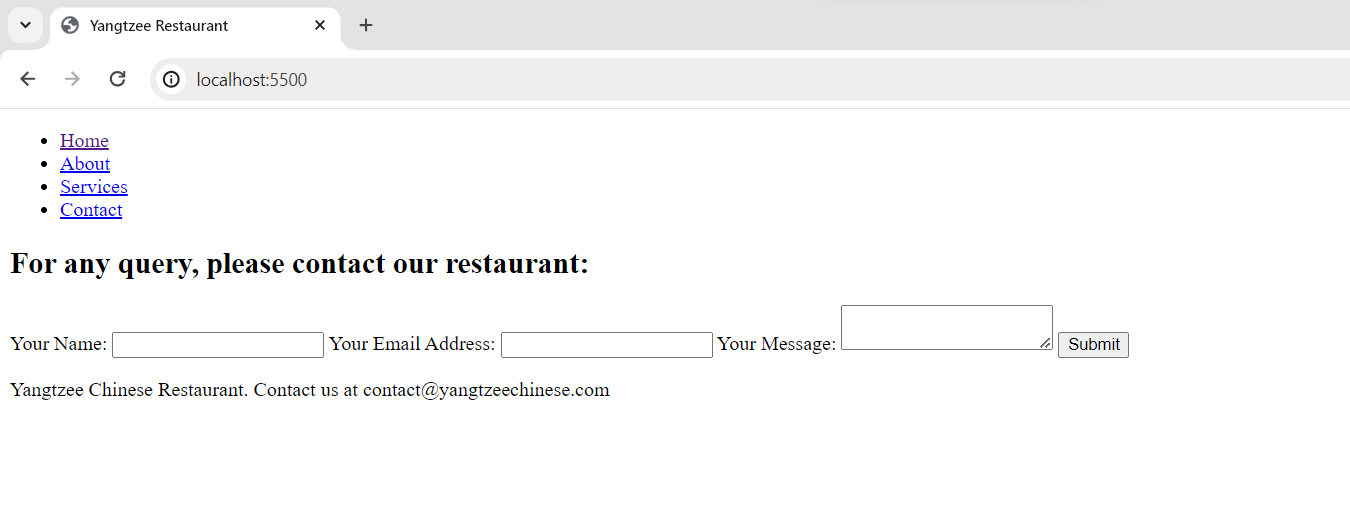 Yangtzee Restaurant
localhost:5500
Home
About
Services
Contact
For any query, please contact our restaurant:
Your Name: Your Email Address: Your Message: Submit
Yangtzee Chinese Restaurant. Contact us at contact@yangtzeechinese.com